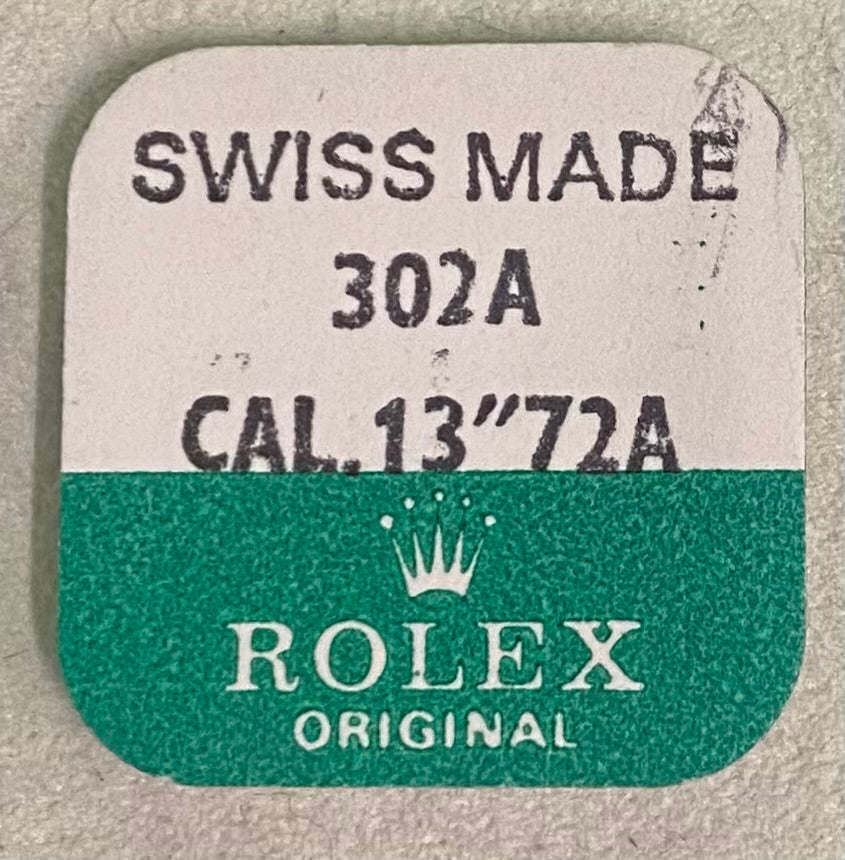 SWISS MADE
302A
CAL.13″72A
ROLEX
ORIGINAL